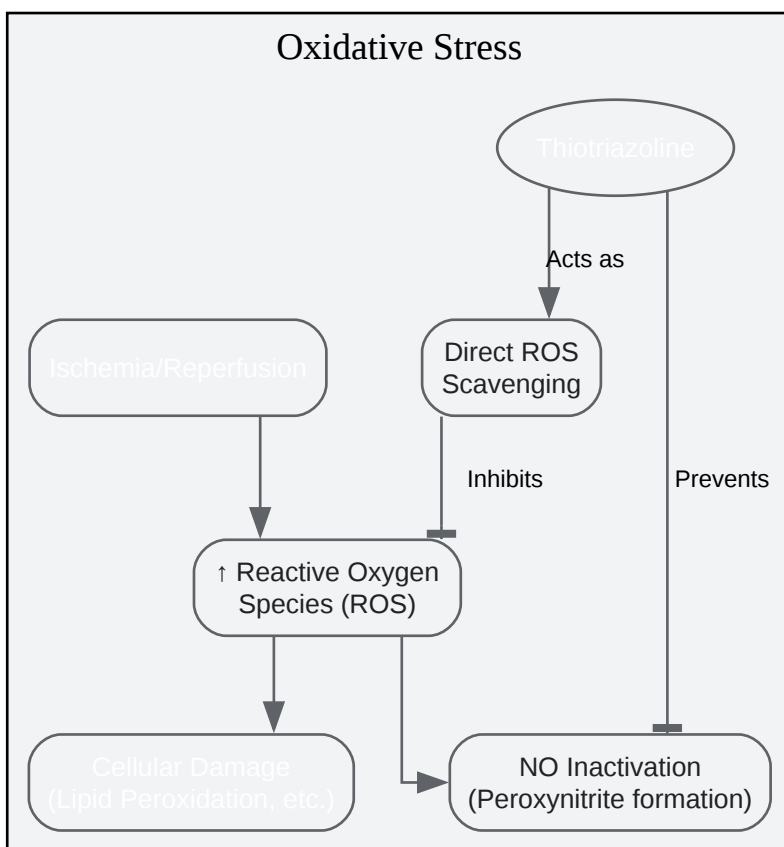 Oxidative Stress
Thiotriazoline
Acts as
Ischemia/Reperfusion
Direct ROS
Scavenging
Inhibits
Prevents
↑ Reactive Oxygen
Species (ROS)
Cellular Damage
(Lipid Peroxidation, etc.)
NO Inactivation
(Peroxynitrite formation)